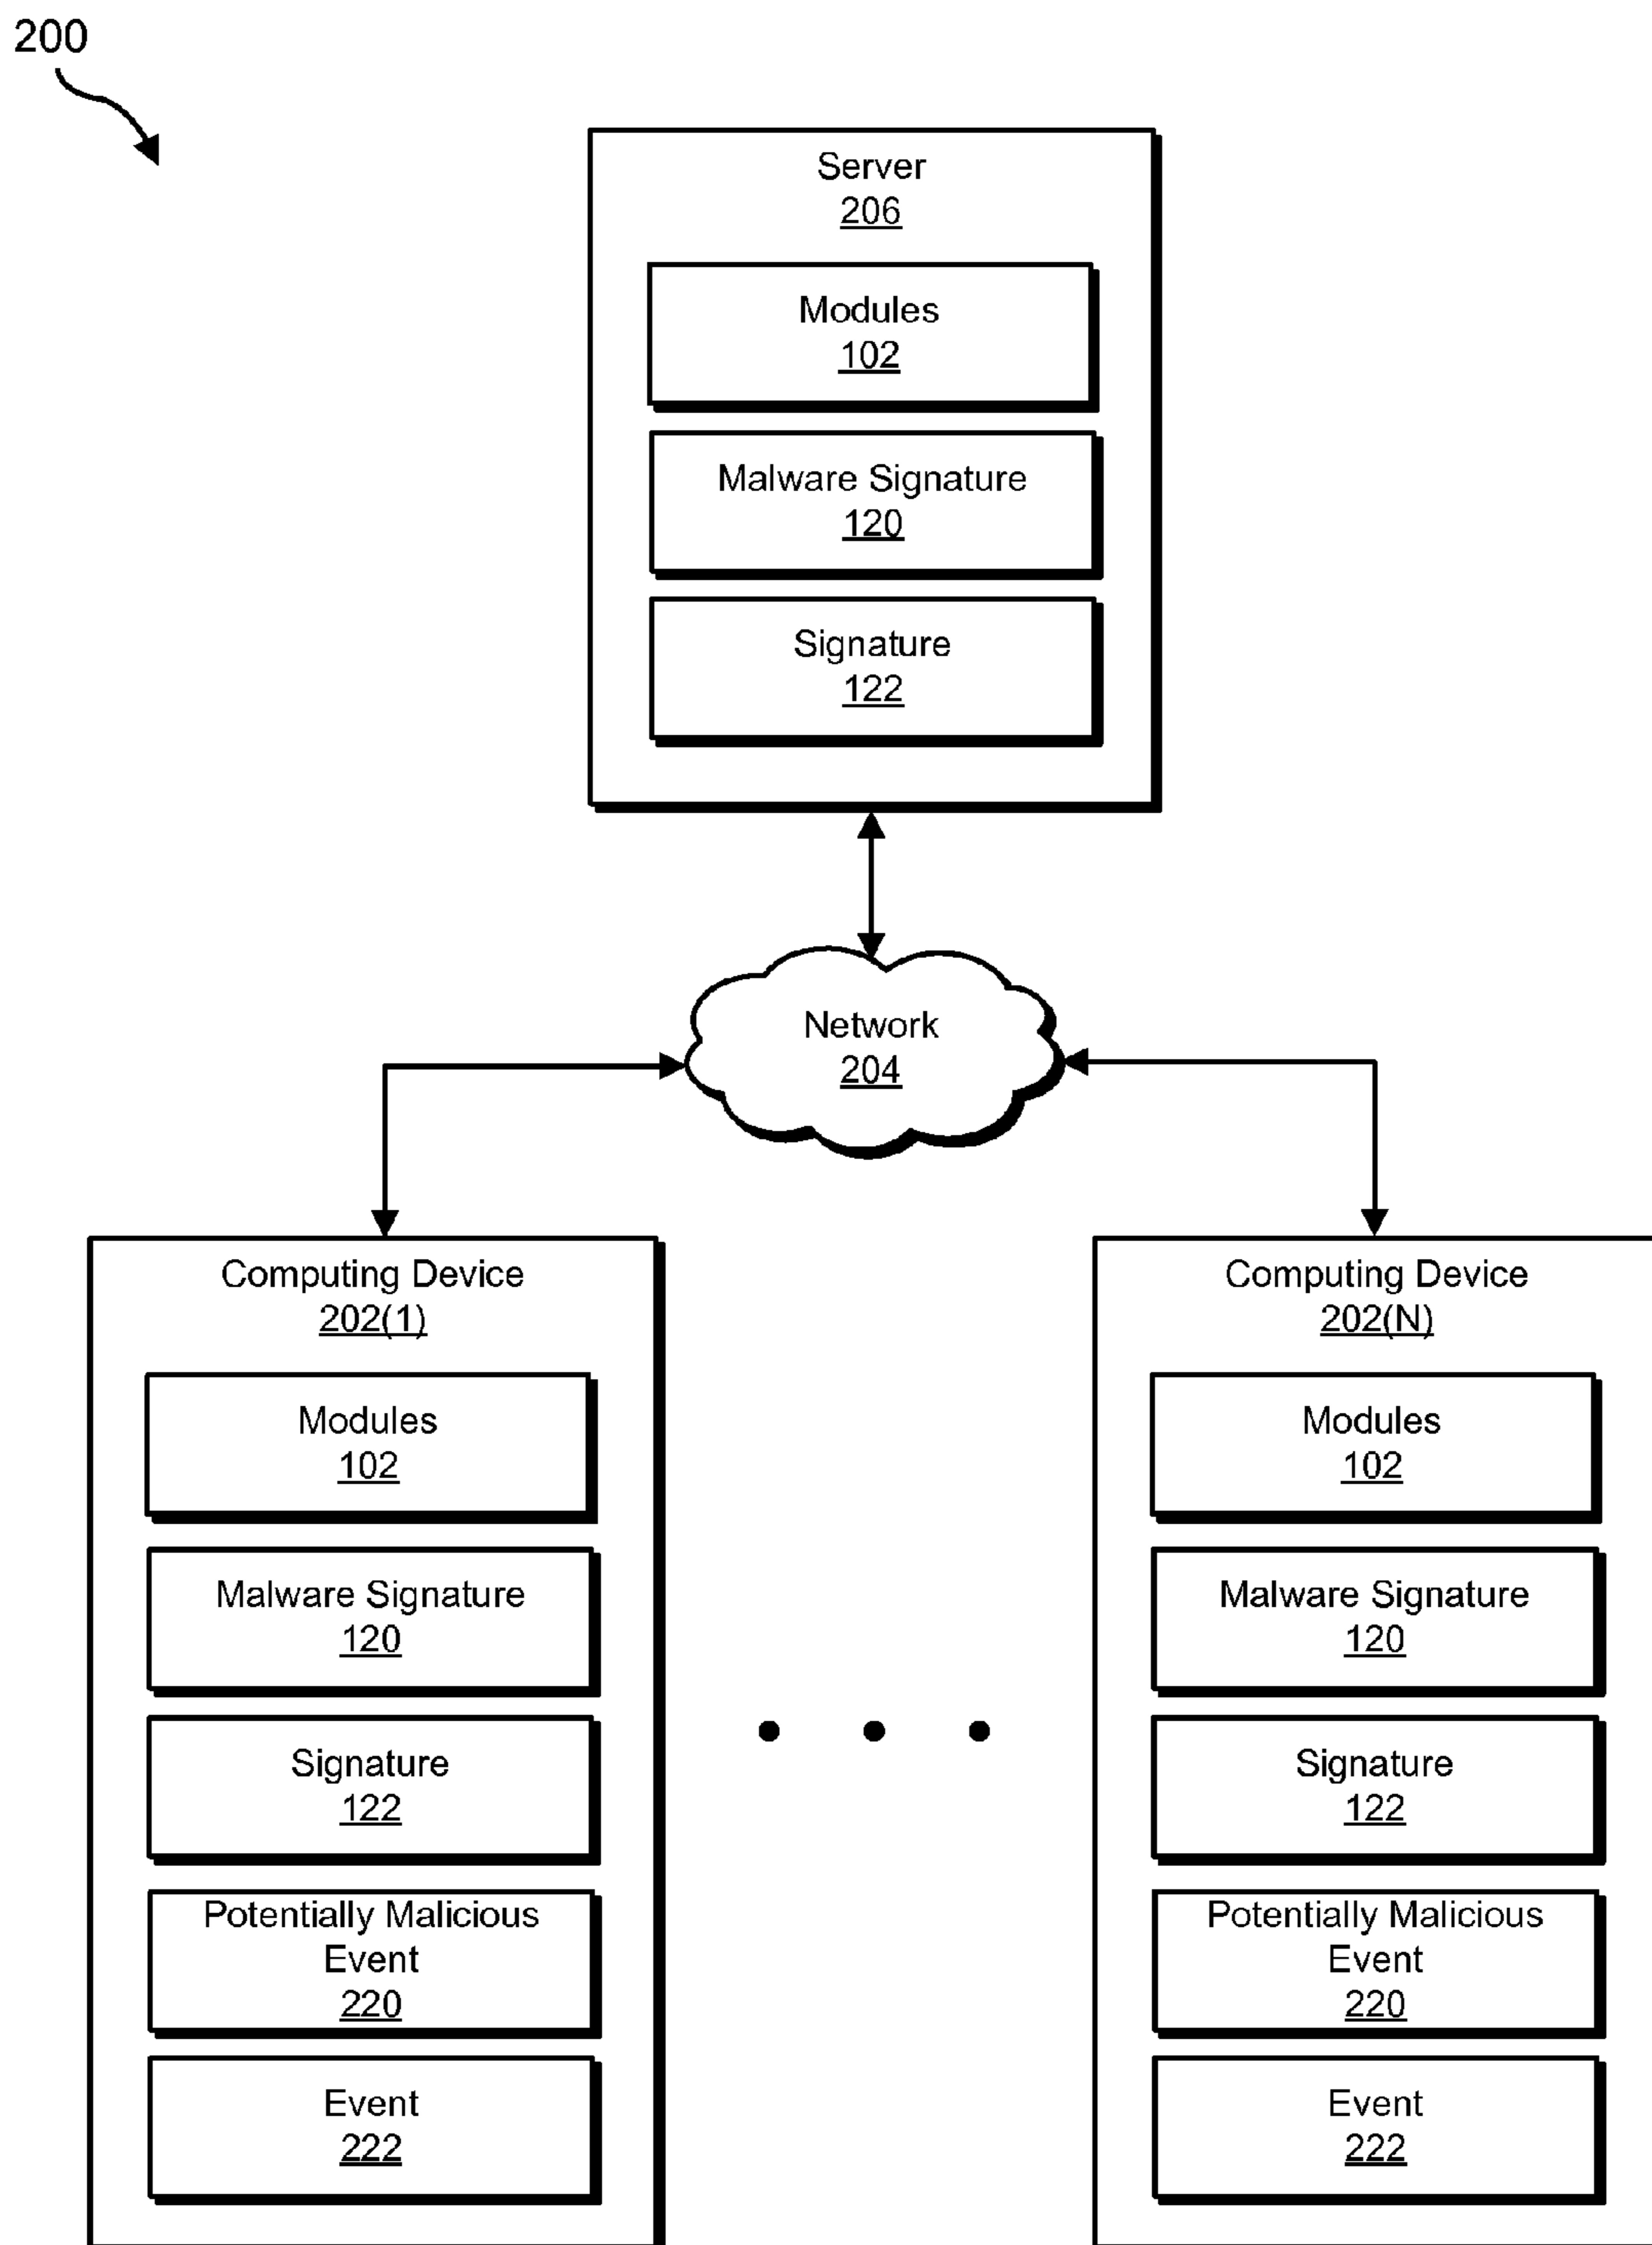 200
Server
206
Modules
102
Malware Signature
120
Signature
122
Network
204
Computing Device
202(1)
Modules
102
Malware Signature
120
Signature
122
Potentially Malicious
Event
220
Event
222
Computing Device
202(N)
Modules
102
Malware Signature
120
Signature
122
Potentially Malicious
Event
220
Event
222